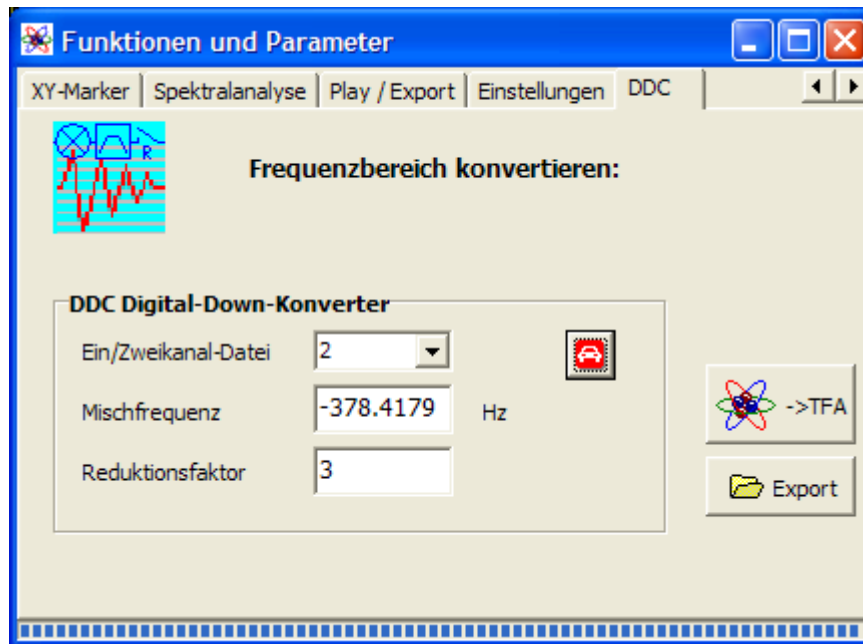 Funktionen und Parameter
XY-Marker Spektralanalyse Play / Export Einstellungen DDC
R
Frequenzbereich konvertieren:
DDC Digital-Down-Konverter
Ein/Zweikanal-Datei 2
Mischfrequenz -378.4179 Hz
->TFA
Reduktionsfaktor 3
Export